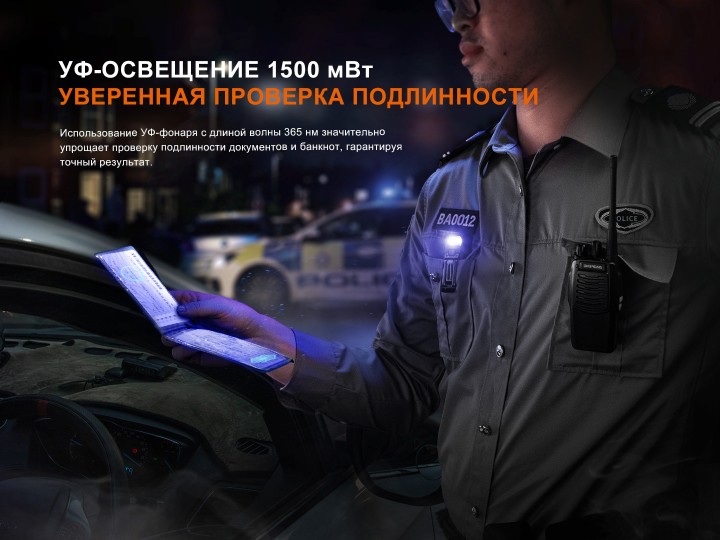 УФ-ОСВЕЩЕНИЕ 1500 мВт
УВЕРЕННАЯ ПРОВЕРКА ПОДЛИННОСТИ
Использование УФ-фонаря с длиной волны 365 нм значительно
упрощает проверку подлинности документов и банкнот, гарантируя
точный результат.
BA0012
POLICE
POLICE